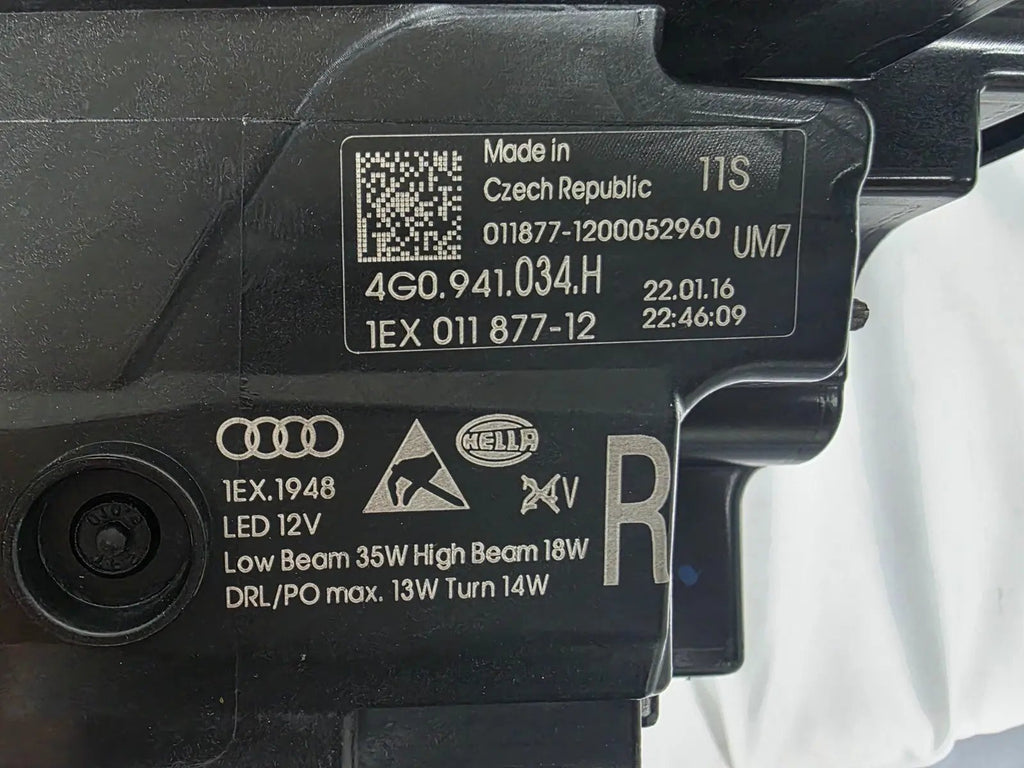 Made in
Czech Republic
11S
011877-1200052960
UM7
4G0.941.034.H
22.01.16
1EX 011 877-12
22:46:09
HELLA
1EX.1948
24V
LED 12V
R
Low Beam 35W High Beam 18W
DRL/PO max. 13W Turn 14W